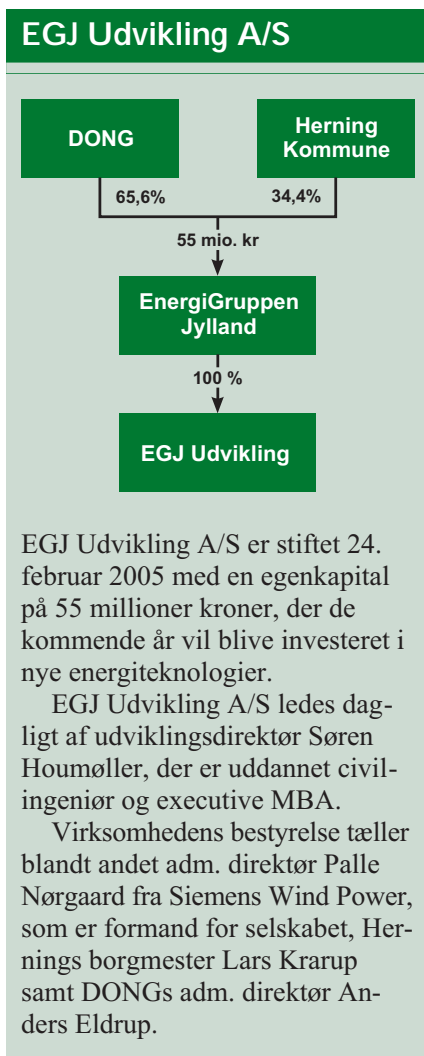 EGJ Udvikling A/S
DONG
Herning
Kommune
65,6%
34,4%
55 mio. kr
EnergiGruppen
Jylland
100 %
EGJ Udvikling
EGJ Udvikling A/S er stiftet 24.
februar 2005 med en egenkapital
på 55 millioner kroner, der de
kommende år vil blive investeret i
nye energiteknologier.
EGJ Udvikling A/S ledes dag-
ligt af udviklingsdirektør Søren
Houmøller, der er uddannet civil-
ingeniør og executive MBA.
Virksomhedens bestyrelse tæller
blandt andet adm. direktør Palle
Nørgaard fra Siemens Wind Power,
som er formand for selskabet, Her-
nings borgmester Lars Krarup
samt DONGs adm. direktør An-
ders Eldrup.